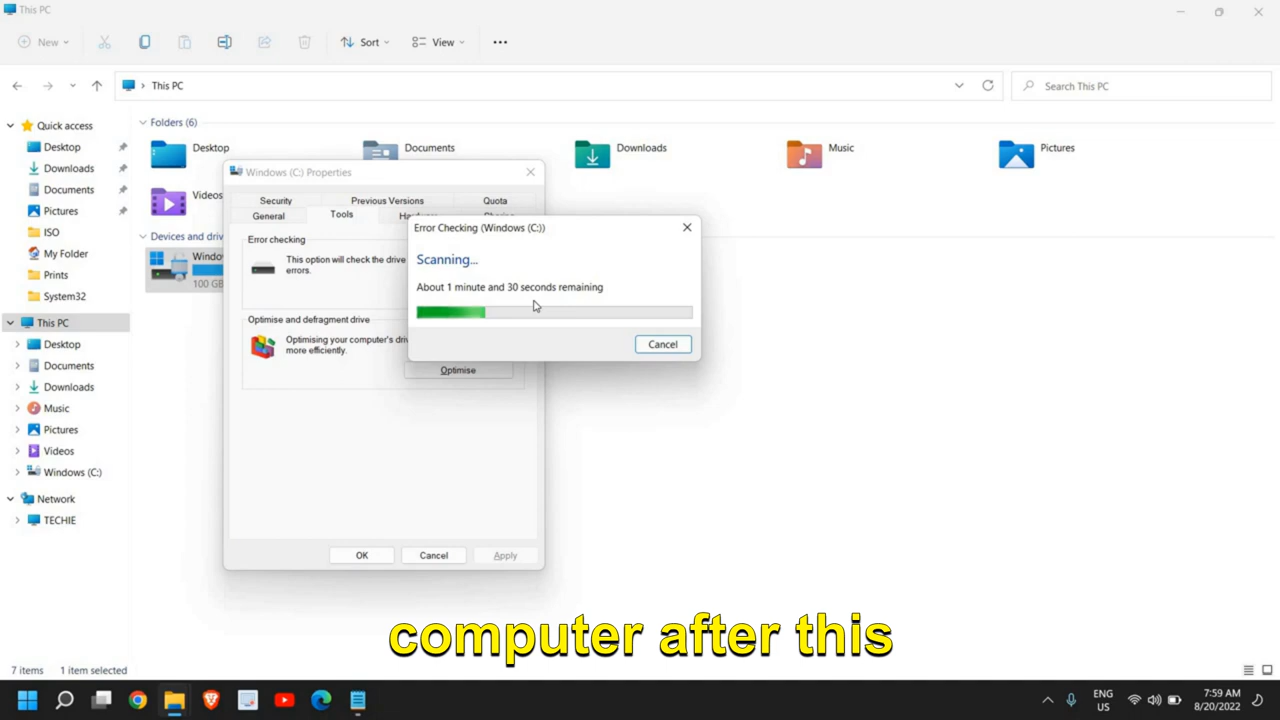 This PC
New
Sort
View
This PC
Search This PC
Quick access
Desktop
Downloads
Documents
Pictures
ISO
My Folder
Prints
System32
This PC
Desktop
Documents
Downloads
Music
Pictures
Videos
Windows (C:)
Network
TECHIE
Folders (6)
Desktop
Documents
Downloads
Music
Pictures
Videos
Devices and driv
Windo
100 GB
Windows (C:) Properties
Security
Previous Versions
Quota
General
Tools
Error checking
This option will check the drive
errors.
Optimise and defragment drive
Optimising your computer's driv
more efficiently.
Optimise
OK
Cancel
Apply
Error Checking (Windows (C:))
Scanning...
About 1 minute and 30 seconds remaining
Cancel
computer after this
7 items
1 item selected
ENG
US
7:59 AM
8/20/2022